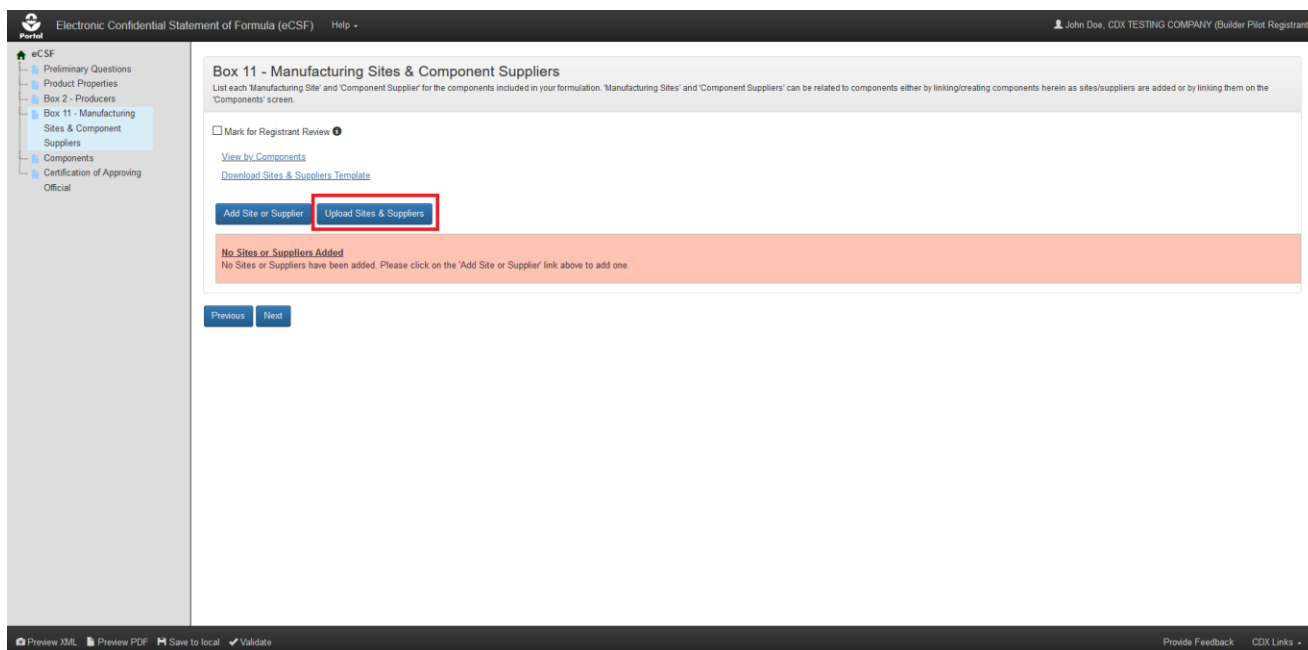 Portal
Electronic Confidential Statement of Formula (eCSF) Help
John Doe, CDX TESTING COMPANY (Builder Pilot Registrant
eCSF
Preliminary Questions
Product Properties
Box 2 - Producers
Box 11 - Manufacturing
Sites & Component
Suppliers
Components
Certification of Approving
Official
Box 11 - Manufacturing Sites & Component Suppliers
List each 'Manufacturing Site' and 'Component Supplier' for the components included in your formulation. 'Manufacturing Sites' and 'Component Suppliers' can be related to components either by linking/creating components herein as sites/suppliers are added or by linking them on the
'Components' screen.
Mark for Registrant Review
View by Components
Download Sites & Suppliers Template
Add Site or Supplier Upload Sites & Suppliers
No Sites or Suppliers Added
No Sites or Suppliers have been added. Please click on the 'Add Site or Supplier' link above to add one.
Previous Next
Preview XML Preview PDF Save to local Validate
Provide Feedback CDX Links